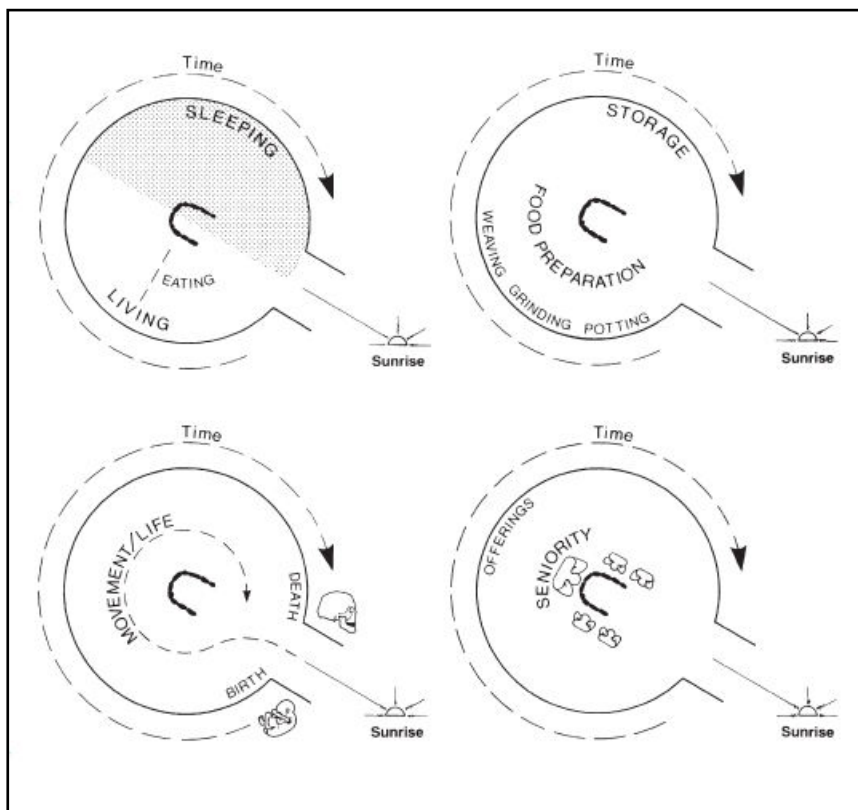 Time
SLEEPING
EATING
LIVING
Sunrise
Time
STORAGE
FOOD PREPARATION
WEAVING GRINDING POTTING
Sunrise
Time
MOVEMENT/LIFE
DEATH
BIRTH
Sunrise
Time
OFFERINGS
SENIORITY
Sunrise